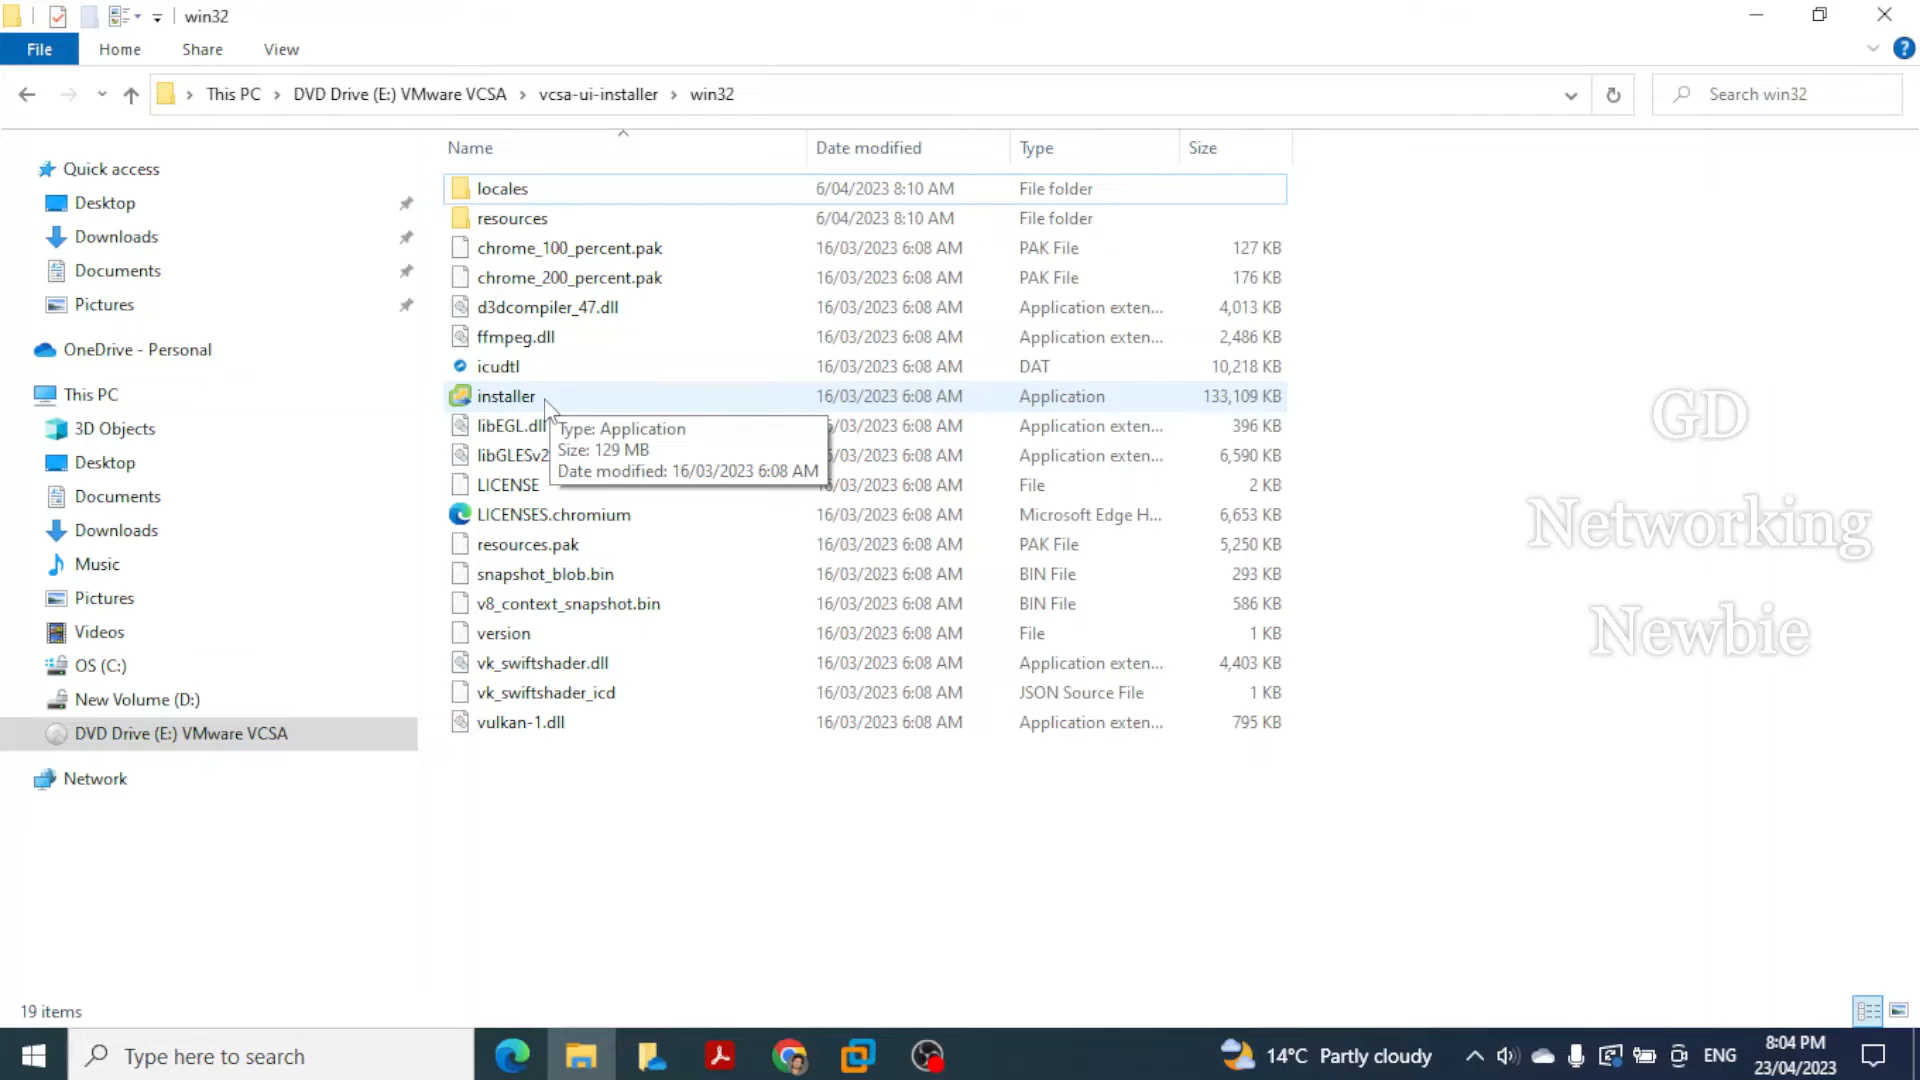 win32
File
Home
Share
View
This PC
DVD Drive (E:) VMware VCSA
vcsa-ui-installer
win32
Search win32
Name
Date modified
Type
Size
Quick access
Desktop
Downloads
Documents
Pictures
OneDrive - Personal
This PC
3D Objects
Desktop
Documents
Downloads
Music
Pictures
Videos
OS (C:)
New Volume (D:)
DVD Drive (E:) VMware VCSA
Network
locales 6/04/2023 8:10 AM File folder
resources 6/04/2023 8:10 AM File folder
chrome_100_percent.pak 16/03/2023 6:08 AM PAK File 127 KB
chrome_200_percent.pak 16/03/2023 6:08 AM PAK File 176 KB
d3dcompiler_47.dll 16/03/2023 6:08 AM Application exten... 4,013 KB
ffmpeg.dll 16/03/2023 6:08 AM Application exten... 2,486 KB
icudtl 16/03/2023 6:08 AM DAT 10,218 KB
installer 16/03/2023 6:08 AM Application 133,109 KB
libEGL.dll 3/2023 6:08 AM Application exten... 396 KB
libGLESv2 3/2023 6:08 AM Application exten... 6,590 KB
LICENSE 3/2023 6:08 AM File 2 KB
LICENSES.chromium 16/03/2023 6:08 AM Microsoft Edge H... 6,653 KB
resources.pak 16/03/2023 6:08 AM PAK File 5,250 KB
snapshot_blob.bin 16/03/2023 6:08 AM BIN File 293 KB
v8_context_snapshot.bin 16/03/2023 6:08 AM BIN File 586 KB
version 16/03/2023 6:08 AM File 1 KB
vk_swiftshader.dll 16/03/2023 6:08 AM Application exten... 4,403 KB
vk_swiftshader_icd 16/03/2023 6:08 AM JSON Source File 1 KB
vulkan-1.dll 16/03/2023 6:08 AM Application exten... 795 KB
Type: Application
Size: 129 MB
Date modified: 16/03/2023 6:08 AM
GD
Networking
Newbie
19 items
Type here to search
14°C Partly cloudy
ENG
8:04 PM
23/04/2023